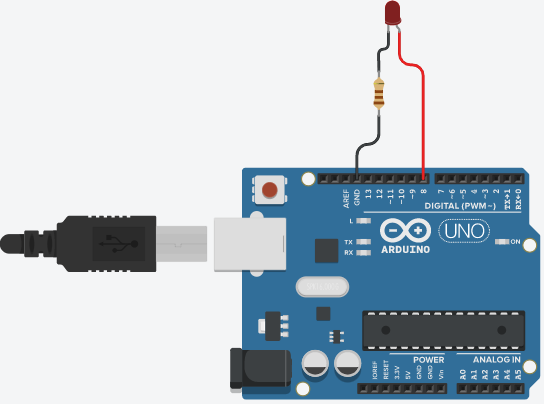 AREF
GND
13
12
~11
~10
~9
8
7
~6
~5
4
~3
2
TX→1
RX←0
DIGITAL (PWM~)
L
TX
RX
ARDUINO
UNO
ON
POWER
ANALOG IN
IOREF
RESET
3.3V
5V
GND
GND
Vin
A0
A1
A2
A3
A4
A5